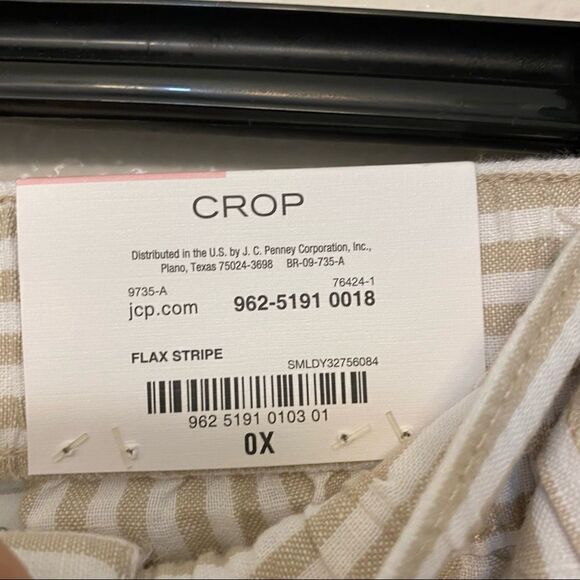 CROP
Distributed in the U.S. by J. C. Penney Corporation, Inc.,
Plano, Texas 75024-3698 BR-09-735-A
9735-A 76424-1
jcp.com 962-5191 0018
FLAX STRIPE SMLDY32756084
962 5191 0103 01
0X